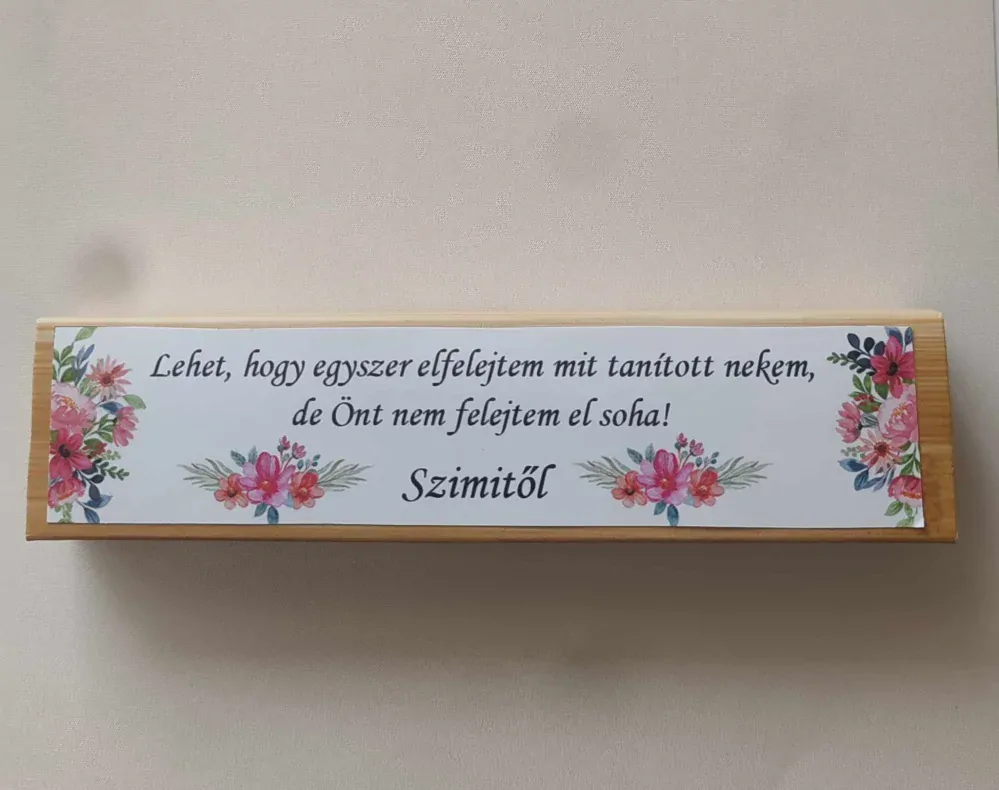 Lehet, hogy egyszer elfelejtem mit tanított nekem,
de Önt nem felejtem el soha!
Szimitől